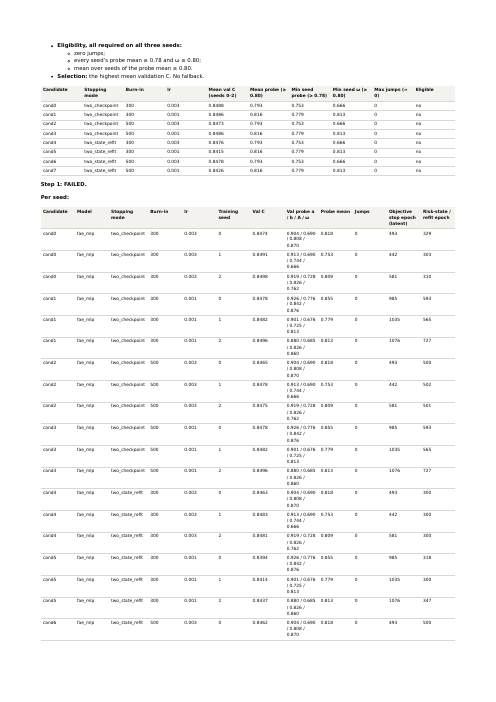 • Eligibility, all required on all three seeds:
◦ zero jumps;
◦ every seed's probe mean ≥ 0.78 and ω ≥ 0.80;
◦ mean over seeds of the probe mean ≥ 0.80.
• Selection: the highest mean validation C. No fallback.
Candidate Stopping mode Burn-in lr Mean val C (seeds 0-2) Mean probe (≥ 0.80) Min seed probe (≥ 0.78) Min seed ω (≥ 0.80) Max jumps (= 0) Eligible
cand0 two_checkpoint 300 0.003 0.8488 0.793 0.753 0.666 0 no
cand1 two_checkpoint 300 0.001 0.8486 0.816 0.779 0.813 0 no
cand2 two_checkpoint 500 0.003 0.8473 0.793 0.753 0.666 0 no
cand3 two_checkpoint 500 0.001 0.8486 0.816 0.779 0.813 0 no
cand4 two_state_refit 300 0.003 0.8476 0.793 0.753 0.666 0 no
cand5 two_state_refit 300 0.001 0.8415 0.816 0.779 0.813 0 no
cand6 two_state_refit 500 0.003 0.8478 0.793 0.753 0.666 0 no
cand7 two_state_refit 500 0.001 0.8426 0.816 0.779 0.813 0 no
Step 1: FAILED.
Per seed:
Candidate Model Stopping mode Burn-in lr Training seed Val C Val probe a / b / A / ω Probe mean Jumps Objective stop epoch (latent) Risk-state / refit epoch
cand0 fae_mlp two_checkpoint 300 0.003 0 0.8474 0.904 / 0.690 / 0.808 / 0.870 0.818 0 493 329
cand0 fae_mlp two_checkpoint 300 0.003 1 0.8491 0.913 / 0.690 / 0.744 / 0.666 0.753 0 442 303
cand0 fae_mlp two_checkpoint 300 0.003 2 0.8498 0.919 / 0.728 / 0.826 / 0.762 0.809 0 581 310
cand1 fae_mlp two_checkpoint 300 0.001 0 0.8478 0.926 / 0.776 / 0.842 / 0.876 0.855 0 985 593
cand1 fae_mlp two_checkpoint 300 0.001 1 0.8482 0.901 / 0.676 / 0.725 / 0.813 0.779 0 1035 565
cand1 fae_mlp two_checkpoint 300 0.001 2 0.8496 0.880 / 0.685 / 0.826 / 0.860 0.813 0 1076 727
cand2 fae_mlp two_checkpoint 500 0.003 0 0.8465 0.904 / 0.690 / 0.808 / 0.870 0.818 0 493 500
cand2 fae_mlp two_checkpoint 500 0.003 1 0.8478 0.913 / 0.690 / 0.744 / 0.666 0.753 0 442 502
cand2 fae_mlp two_checkpoint 500 0.003 2 0.8475 0.919 / 0.728 / 0.826 / 0.762 0.809 0 581 501
cand3 fae_mlp two_checkpoint 500 0.001 0 0.8478 0.926 / 0.776 / 0.842 / 0.876 0.855 0 985 593
cand3 fae_mlp two_checkpoint 500 0.001 1 0.8482 0.901 / 0.676 / 0.725 / 0.813 0.779 0 1035 565
cand3 fae_mlp two_checkpoint 500 0.001 2 0.8496 0.880 / 0.685 / 0.826 / 0.860 0.813 0 1076 727
cand4 fae_mlp two_state_refit 300 0.003 0 0.8463 0.904 / 0.690 / 0.808 / 0.870 0.818 0 493 300
cand4 fae_mlp two_state_refit 300 0.003 1 0.8483 0.913 / 0.690 / 0.744 / 0.666 0.753 0 442 300
cand4 fae_mlp two_state_refit 300 0.003 2 0.8481 0.919 / 0.728 / 0.826 / 0.762 0.809 0 581 300
cand5 fae_mlp two_state_refit 300 0.001 0 0.8394 0.926 / 0.776 / 0.842 / 0.876 0.855 0 985 318
cand5 fae_mlp two_state_refit 300 0.001 1 0.8414 0.901 / 0.676 / 0.725 / 0.813 0.779 0 1035 300
cand5 fae_mlp two_state_refit 300 0.001 2 0.8437 0.880 / 0.685 / 0.826 / 0.860 0.813 0 1076 347
cand6 fae_mlp two_state_refit 500 0.003 0 0.8462 0.904 / 0.690 / 0.808 / 0.870 0.818 0 493 500